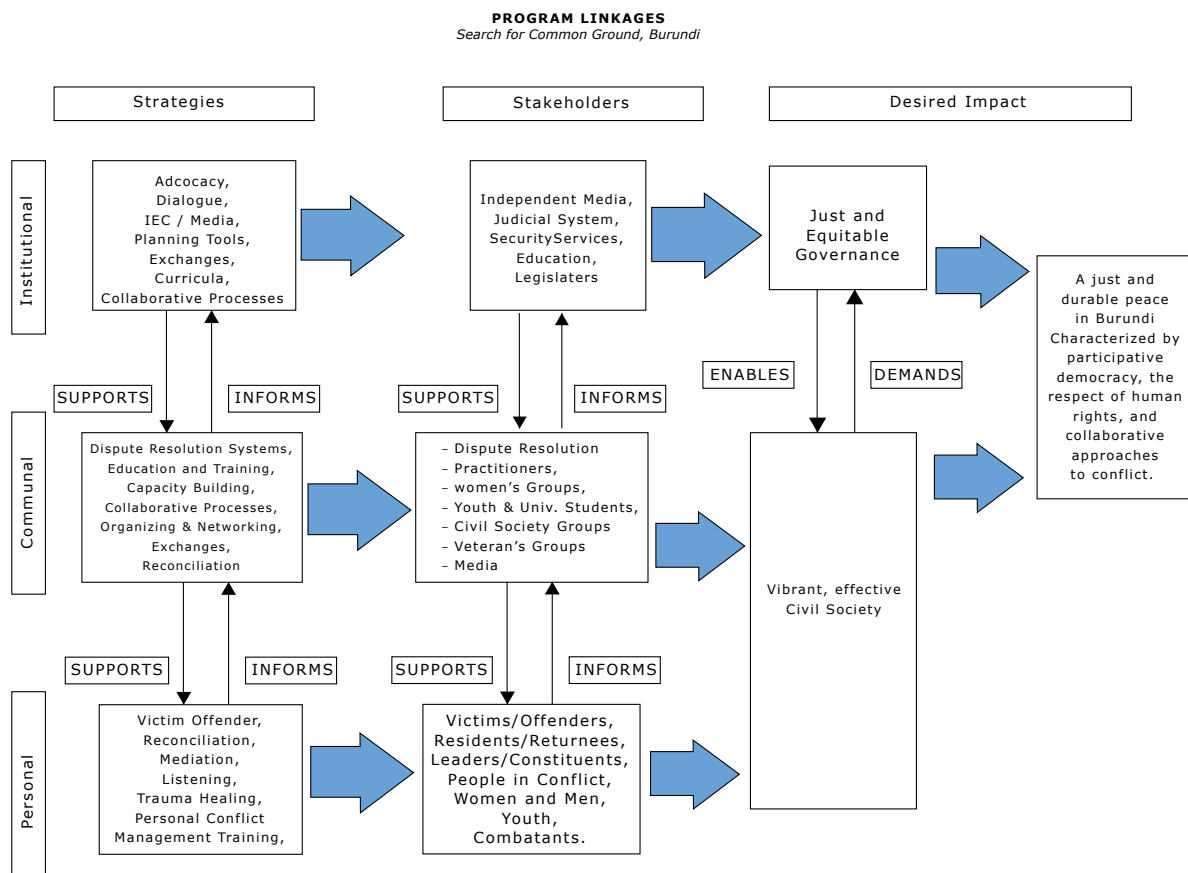 PROGRAM LINKAGES
Search for Common Ground, Burundi
Strategies
Stakeholders
Desired Impact
Institutional
Adcocacy,
Dialogue,
IEC / Media,
Planning Tools,
Exchanges,
Curricula,
Collaborative Processes
Independent Media,
Judicial System,
SecurityServices,
Education,
Legislaters
Just and
Equitable
Governance
A just and
durable peace
in Burundi
Characterized by
participative
democracy, the
respect of human
rights, and
collaborative
approaches
to conflict.
SUPPORTS
INFORMS
SUPPORTS
INFORMS
ENABLES
DEMANDS
Communal
Dispute Resolution Systems,
Education and Training,
Capacity Building,
Collaborative Processes,
Organizing & Networking,
Exchanges,
Reconciliation
– Dispute Resolution
– Practitioners,
– women’s Groups,
– Youth & Univ. Students,
– Civil Society Groups
– Veteran’s Groups
– Media
Vibrant, effective
Civil Society
SUPPORTS
INFORMS
SUPPORTS
INFORMS
Personal
Victim Offender,
Reconciliation,
Mediation,
Listening,
Trauma Healing,
Personal Conflict
Management Training,
Victims/Offenders,
Residents/Returnees,
Leaders/Constituents,
People in Conflict,
Women and Men,
Youth,
Combatants.